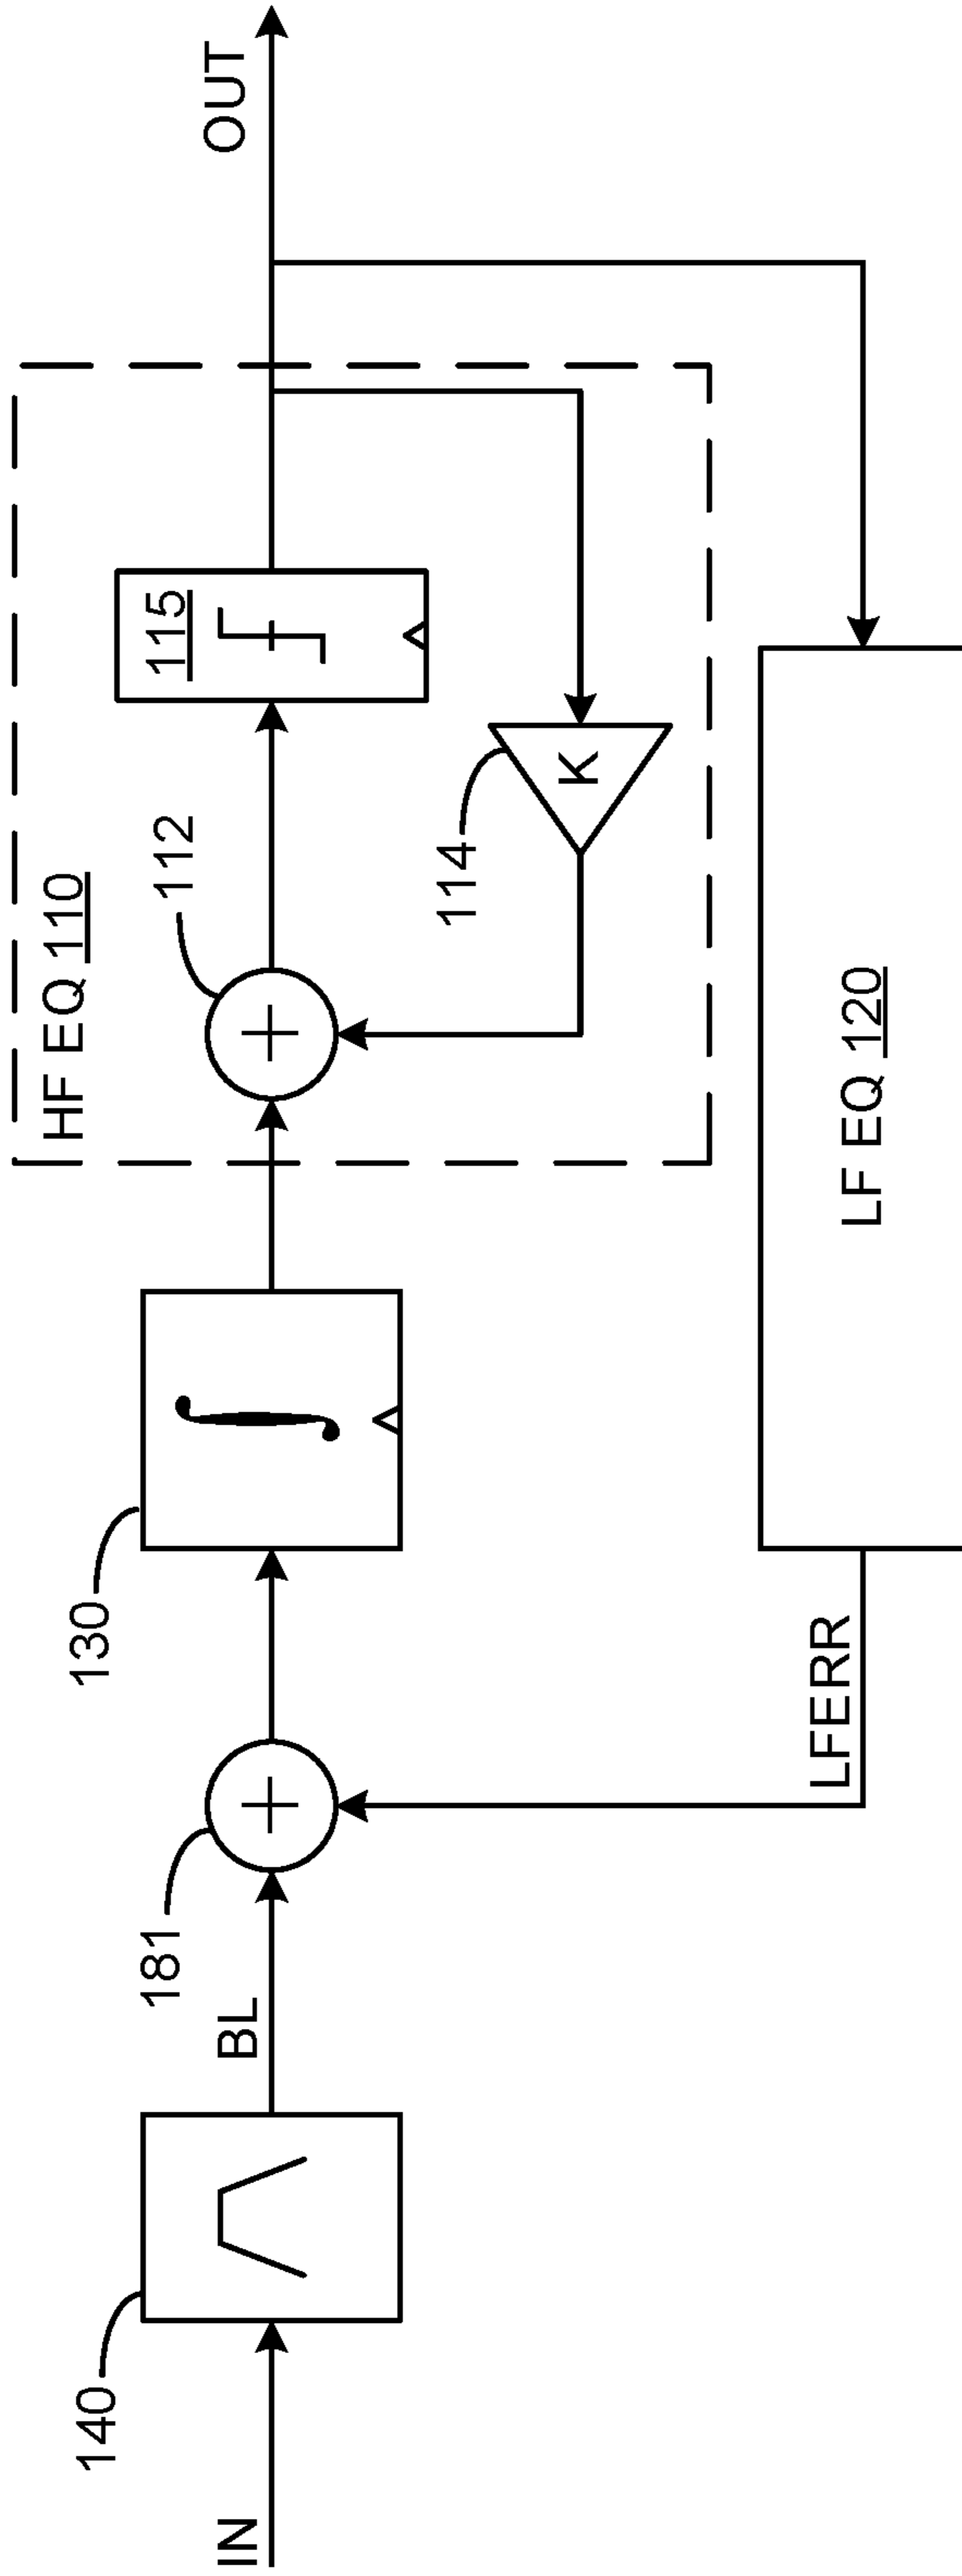 IN
140
BL
181
130
HF EQ 110
112
115
114
K
OUT
LFERR
LF EQ 120